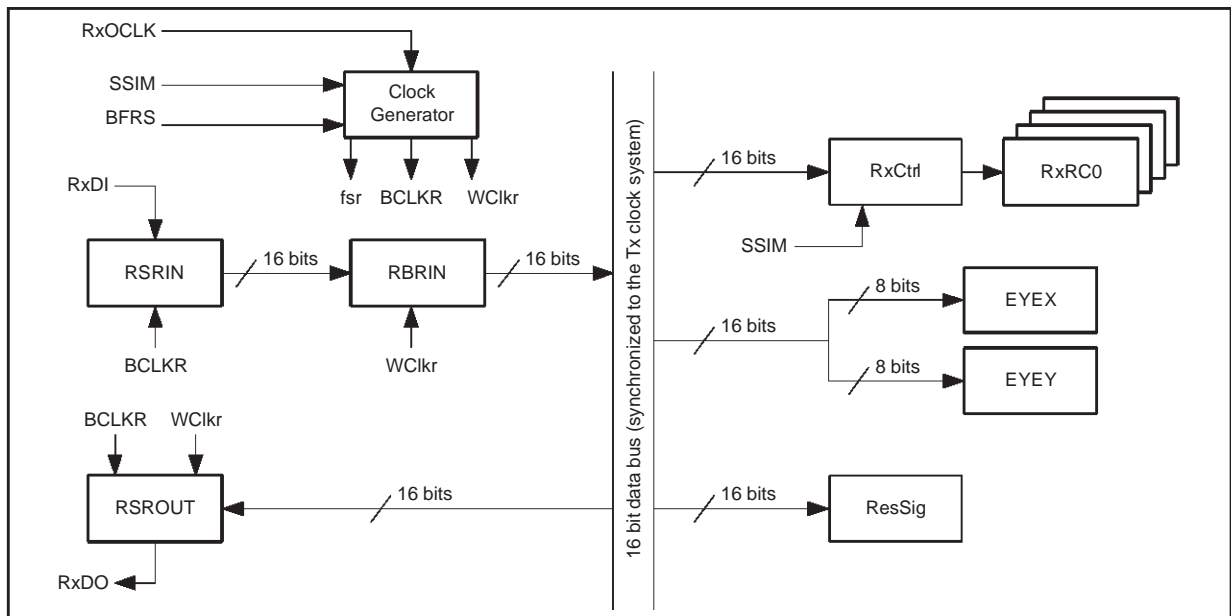 RxOCLK
SSIM
BFRS
Clock
Generator
fsr
BCLKR
WClkr
RxDI
RSRIN
16 bits
RBRIN
16 bits
BCLKR
WClkr
BCLKR
WClkr
RSROUT
16 bits
RxDO
16 bit data bus (synchronized to the Tx clock system)
16 bits
RxCtrl
RxRC0
SSIM
16 bits
8 bits
EYEX
8 bits
EYEY
16 bits
ResSig